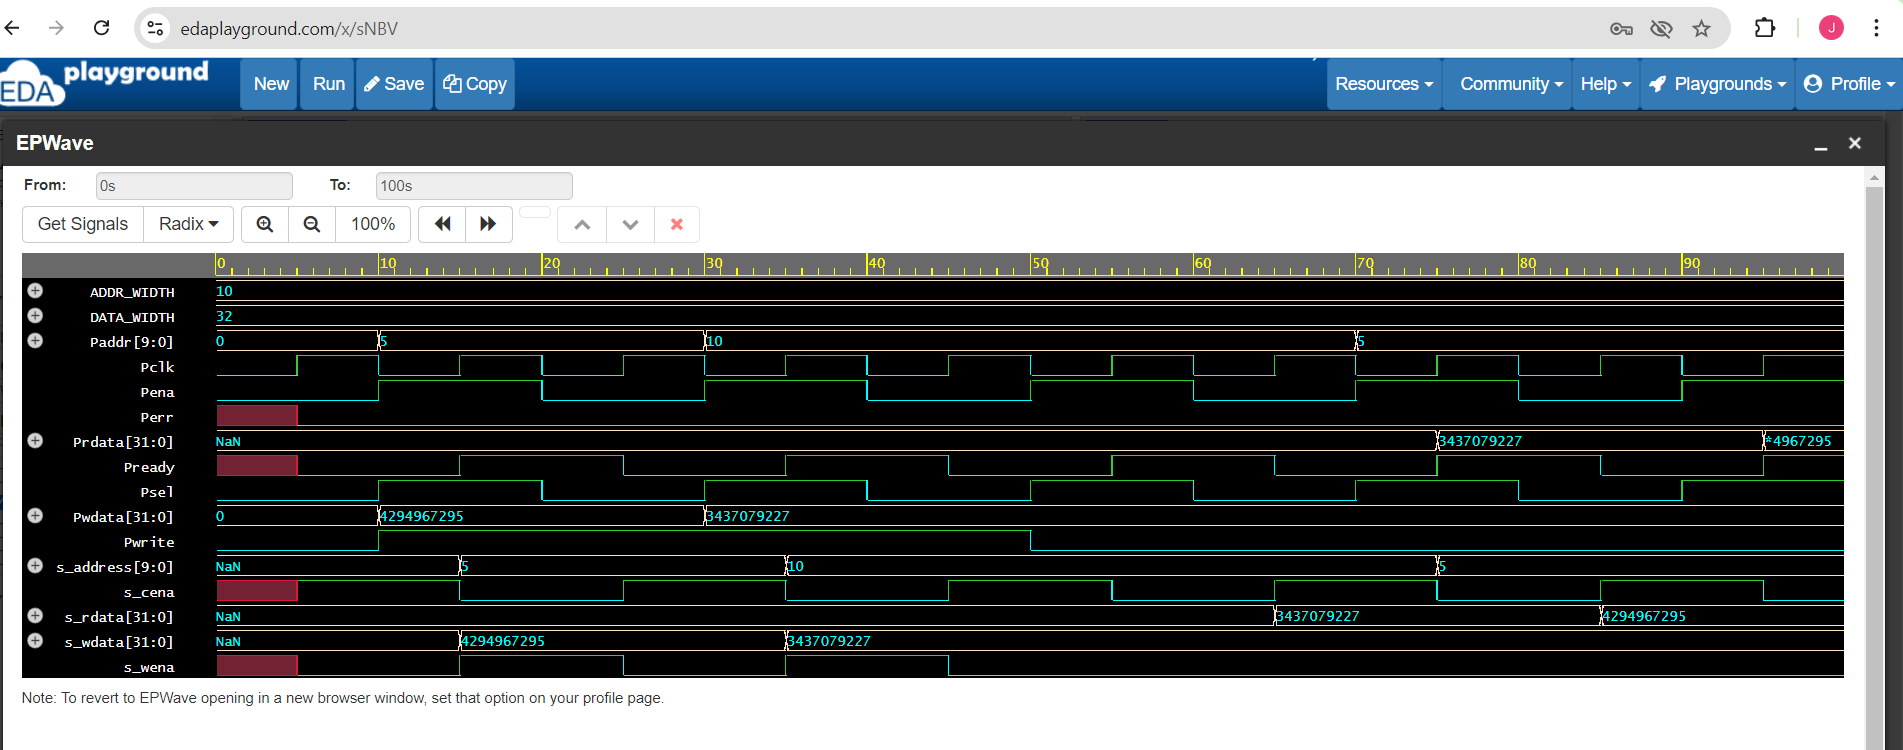 edaplayground.com/x/sNBV
J
EDA playground New Run Save Copy Resources Community Help Playgrounds Profile
EPWave
From: 0s To: 100s
Get Signals Radix 100%
0 10 20 30 40 50 60 70 80 90
ADDR_WIDTH 10
DATA_WIDTH 32
Paddr[9:0] 0 5 10 5
Pclk
Pena
Perr
Prdata[31:0] NaN 3437079227 *4967295
Pready
Psel
Pwdata[31:0] 0 4294967295 3437079227
Pwrite
s_address[9:0] NaN 5 10 5
s_cena
s_rdata[31:0] NaN 3437079227 4294967295
s_wdata[31:0] NaN 4294967295 3437079227
s_wena
Note: To revert to EPWave opening in a new browser window, set that option on your profile page.